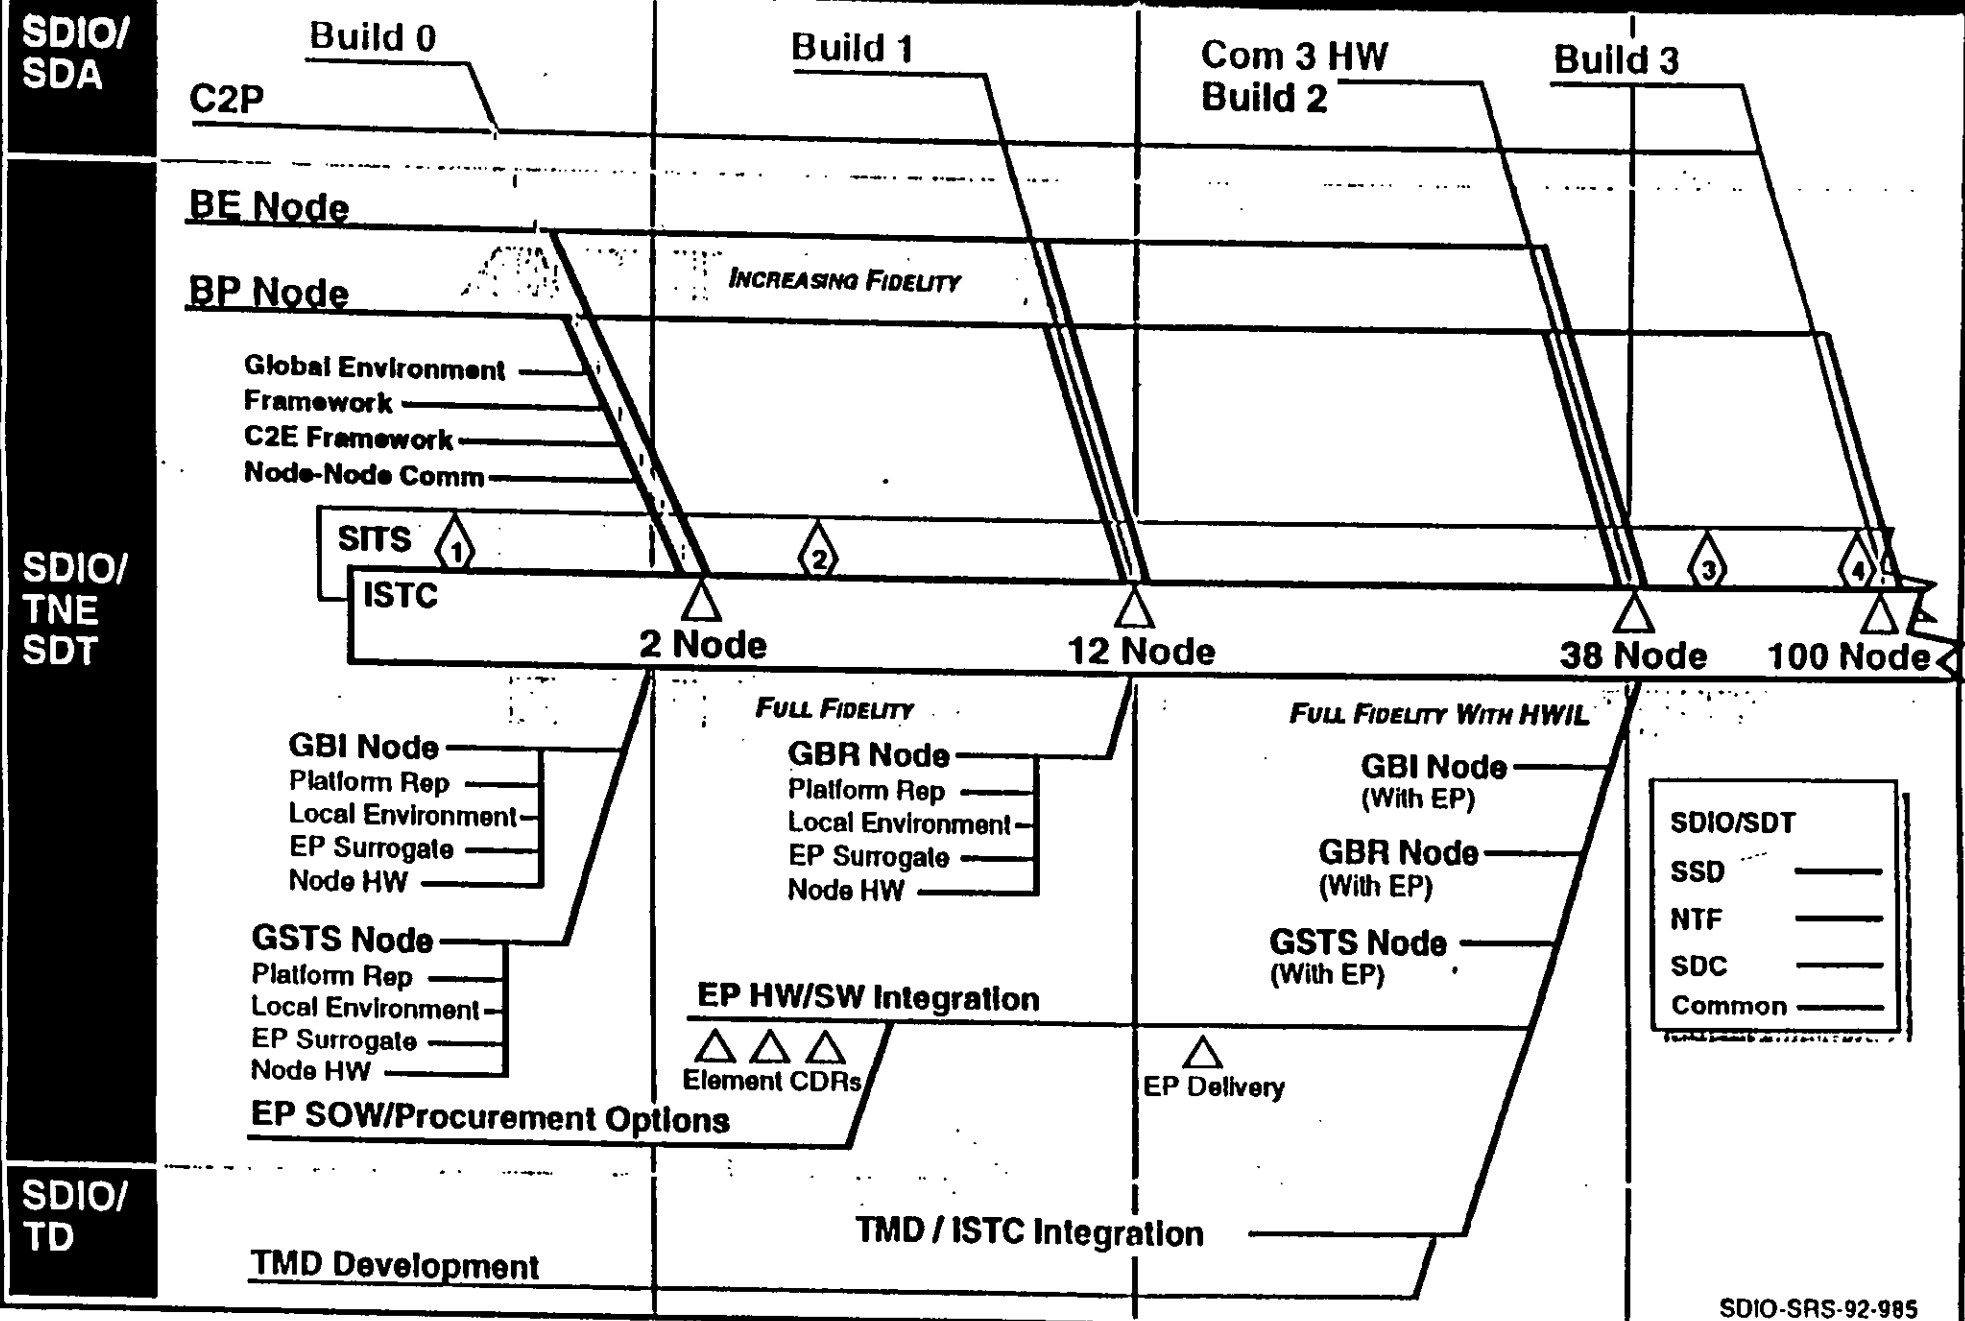 SDIO/
SDA
Build 0
Build 1
Com 3 HW
Build 2
Build 3
C2P
SDIO/
TNE
SDT
BE Node
INCREASING FIDELITY
BP Node
Global Environment
Framework
C2E Framework
Node-Node Comm
SITS
1
2
3
4
ISTC
2 Node
12 Node
38 Node
100 Node
FULL FIDELITY
FULL FIDELITY WITH HWIL
GBI Node
Platform Rep
Local Environment
EP Surrogate
Node HW
GSTS Node
Platform Rep
Local Environment
EP Surrogate
Node HW
GBR Node
Platform Rep
Local Environment
EP Surrogate
Node HW
GBI Node
(With EP)
GBR Node
(With EP)
GSTS Node
(With EP)
SDIO/SDT
SSD
NTF
SDC
Common
EP HW/SW Integration
Element CDRs
EP Delivery
EP SOW/Procurement Options
SDIO/
TD
TMD / ISTC Integration
TMD Development
SDIO-SRS-92-985